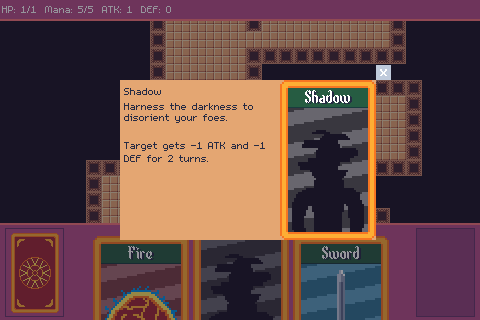 HP: 1/1 Mana: 5/5 ATK: 1 DEF: 0
X
Shadow
Shadow
Harness the darkness to
disorient your foes.
Target gets -1 ATK and -1
DEF for 2 turns.
Fire
Sword